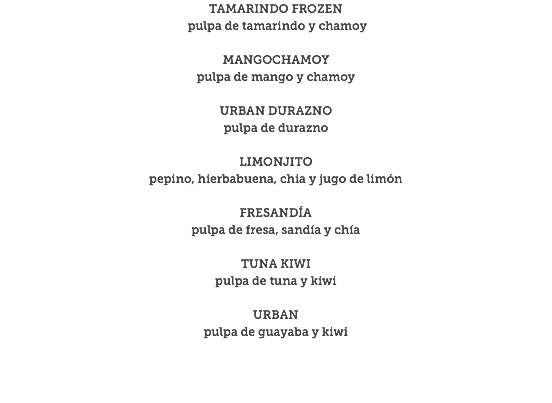 TAMARINDO FROZEN
pulpa de tamarindo y chamoy
MANGOCHAMOY
pulpa de mango y chamoy
URBAN DURAZNO
pulpa de durazno
LIMONJITO
pepino, hierbabuena, chia y jugo de limón
FRESANDÍA
pulpa de fresa, sandía y chía
TUNA KIWI
pulpa de tuna y kiwi
URBAN
pulpa de guayaba y kiwi